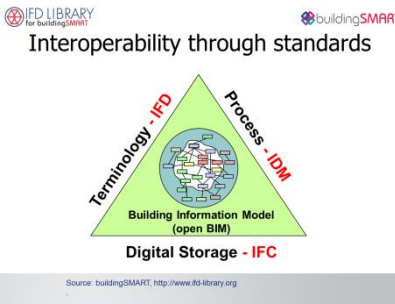 IFD LIBRARY
for buildingSMART
buildingSMART
Interoperability through standards
Terminology - IFD
Process - IDM
Building Information Model
(open BIM)
Digital Storage - IFC
Source: buildingSMART, http://www.ifd-library.org